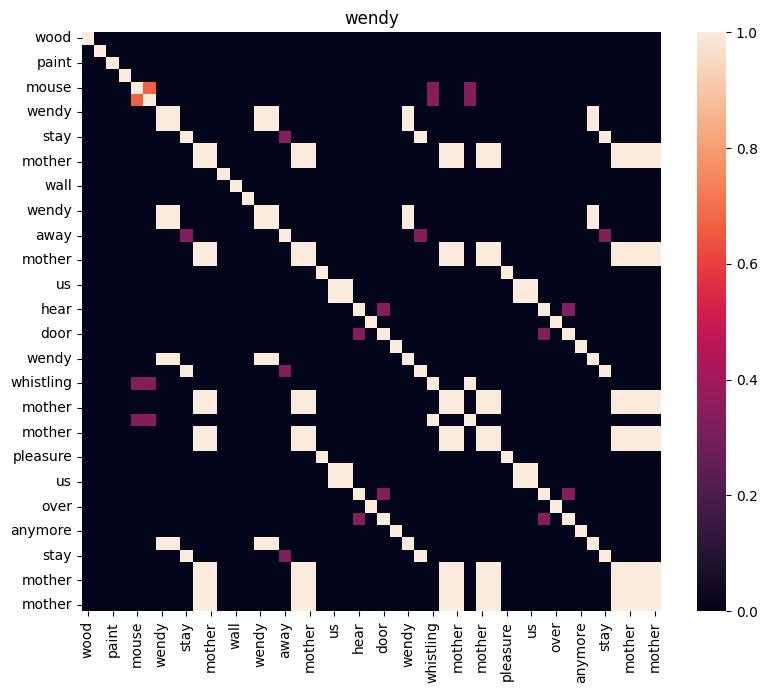 wendy
wood
paint
mouse
wendy
stay
mother
wall
wendy
away
mother
us
hear
door
wendy
whistling
mother
mother
pleasure
us
over
anymore
stay
mother
mother
wood
paint
mouse
wendy
stay
mother
wall
wendy
away
mother
us
hear
door
wendy
whistling
mother
mother
pleasure
us
over
anymore
stay
mother
mother
1.0
0.8
0.6
0.4
0.2
0.0